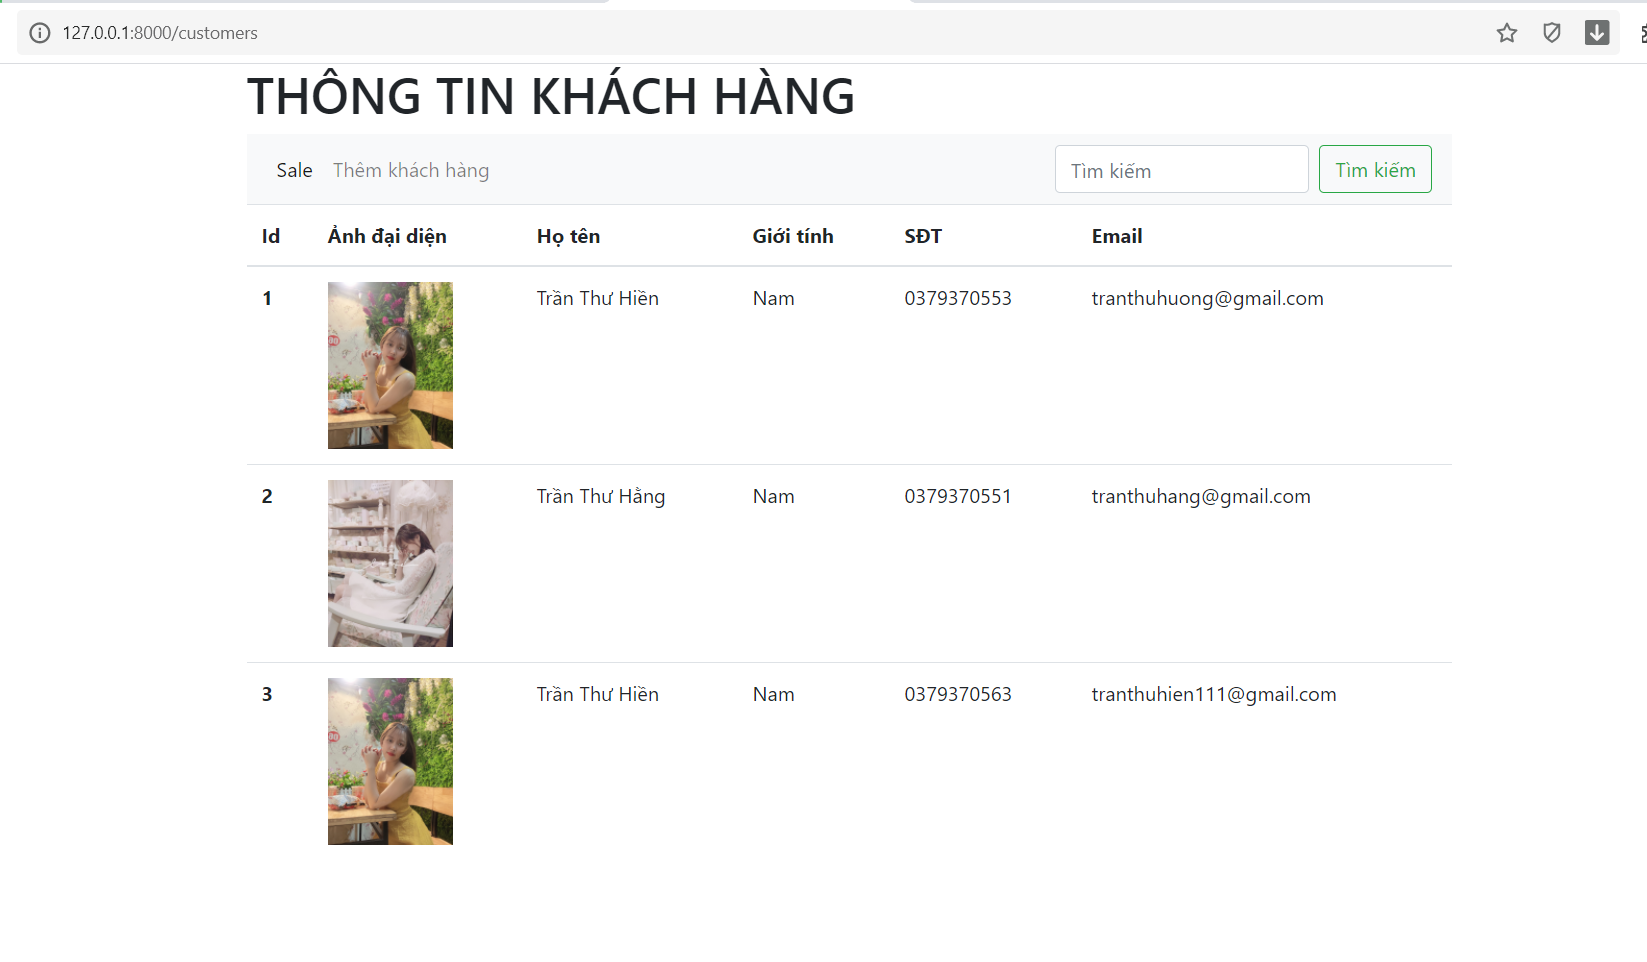 127.0.0.1:8000/customers
THÔNG TIN KHÁCH HÀNG
Sale Thêm khách hàng Tìm kiếm Tìm kiếm
Id Ảnh đại diện Họ tên Giới tính SĐT Email
1 Trần Thư Hiền Nam 0379370553 tranthuhuong@gmail.com
2 Trần Thư Hằng Nam 0379370551 tranthuhang@gmail.com
3 Trần Thư Hiền Nam 0379370563 tranthuhien111@gmail.com